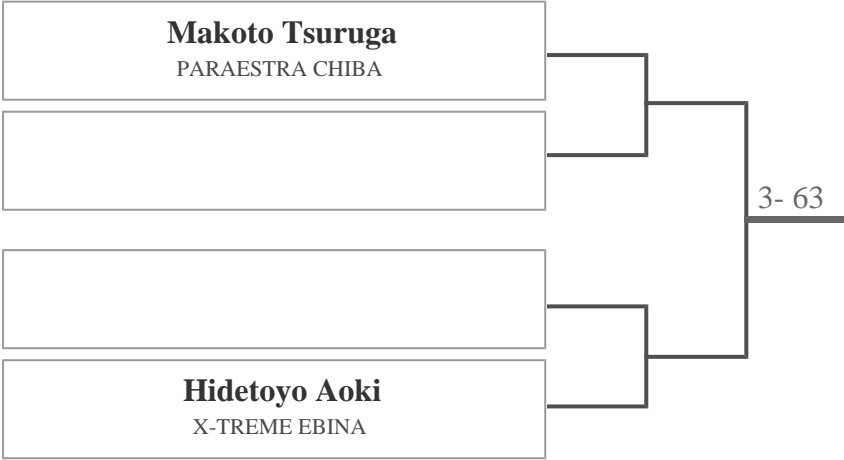 Makoto Tsuruga
PARAESTRA CHIBA
3- 63
Hidetoyo Aoki
X-TREME EBINA